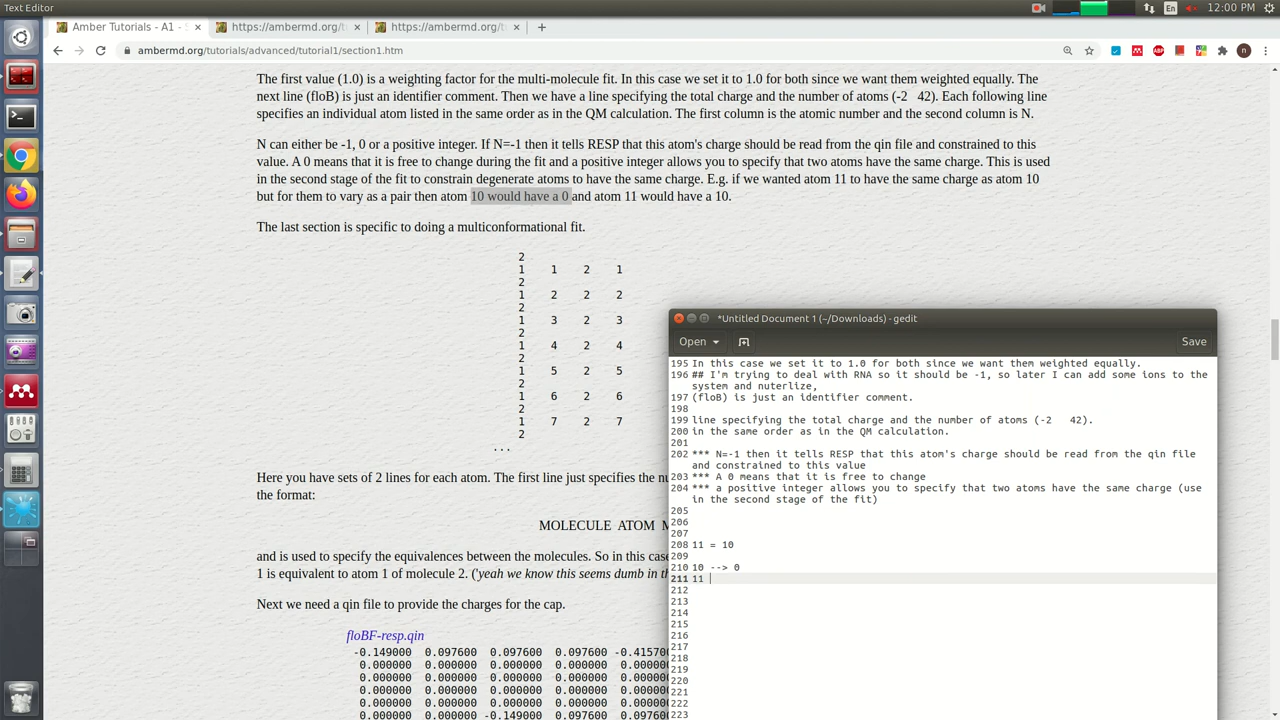 Text Editor
En
12:00 PM
Amber Tutorials - A1 - S
https://ambermd.org/t
https://ambermd.org/t
ambermd.org/tutorials/advanced/tutorial1/section1.htm
The first value (1.0) is a weighting factor for the multi-molecule fit. In this case we set it to 1.0 for both since we want them weighted equally. The
next line (floB) is just an identifier comment. Then we have a line specifying the total charge and the number of atoms (-2 42). Each following line
specifies an individual atom listed in the same order as in the QM calculation. The first column is the atomic number and the second column is N.
N can either be -1, 0 or a positive integer. If N=-1 then it tells RESP that this atom's charge should be read from the qin file and constrained to this
value. A 0 means that it is free to change during the fit and a positive integer allows you to specify that two atoms have the same charge. This is used
in the second stage of the fit to constrain degenerate atoms to have the same charge. E.g. if we wanted atom 11 to have the same charge as atom 10
but for them to vary as a pair then atom 10 would have a 0 and atom 11 would have a 10.
The last section is specific to doing a multiconformational fit.
2
1 1 2 1
2
1 2 2 2
2
1 3 2 3
2
1 4 2 4
2
1 5 2 5
2
1 6 2 6
2
1 7 2 7
2
...
Here you have sets of 2 lines for each atom. The first line just specifies the nu
the format:
MOLECULE ATOM M
and is used to specify the equivalences between the molecules. So in this case
1 is equivalent to atom 1 of molecule 2. ('yeah we know this seems dumb in th
Next we need a qin file to provide the charges for the cap.
floBF-resp.qin
-0.149000 0.097600 0.097600 0.097600 -0.41570
0.000000 0.000000 0.000000 0.000000 0.00000
0.000000 0.000000 0.000000 0.000000 0.00000
0.000000 0.000000 0.000000 0.000000 0.00000
0.000000 0.000000 0.000000 0.000000 0.00000
0.000000 0.000000 -0.149000 0.097600 0.09760
*Untitled Document 1 (~/Downloads) - gedit
Open
Save
195 In this case we set it to 1.0 for both since we want them weighted equally.
196 ## I'm trying to deal with RNA so it should be -1, so later I can add some ions to the
system and nuterlize,
197 (floB) is just an identifier comment.
198
199 line specifying the total charge and the number of atoms (-2 42).
200 in the same order as in the QM calculation.
201
202 *** N=-1 then it tells RESP that this atom's charge should be read from the qin file
and constrained to this value
203 *** A 0 means that it is free to change
204 *** a positive integer allows you to specify that two atoms have the same charge (use
in the second stage of the fit)
205
206
207
208 11 = 10
209
210 10 --> 0
211 11
212
213
214
215
216
217
218
219
220
221
222
223